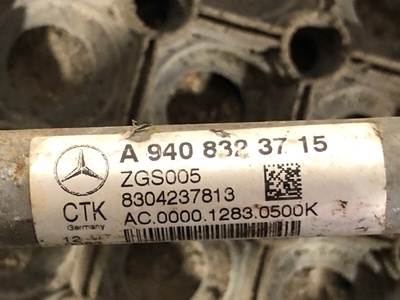 A 940 832 37 15
ZGS005
8304237813
CTK
AC.0000.1283.0500K
Germany